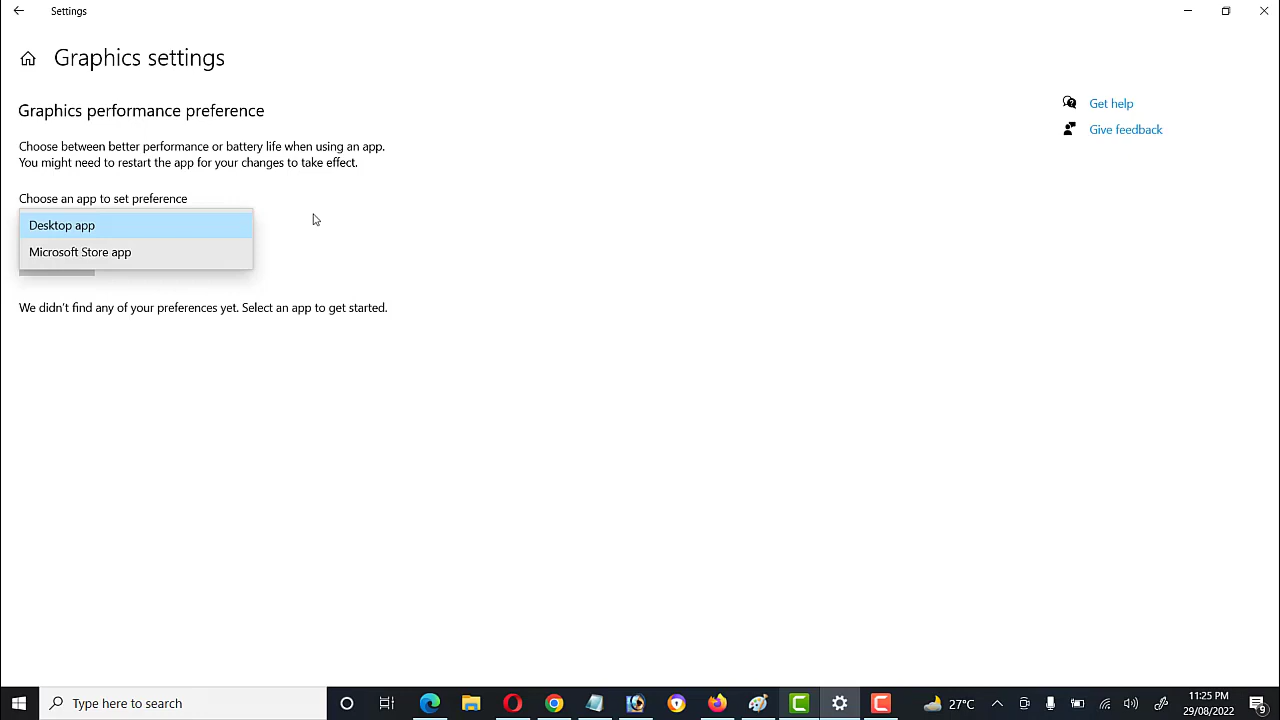 Settings
Graphics settings
Graphics performance preference
Get help
Give feedback
Choose between better performance or battery life when using an app.
You might need to restart the app for your changes to take effect.
Choose an app to set preference
Desktop app
Microsoft Store app
We didn't find any of your preferences yet. Select an app to get started.
Type here to search
27°C
11:25 PM
29/08/2022
9